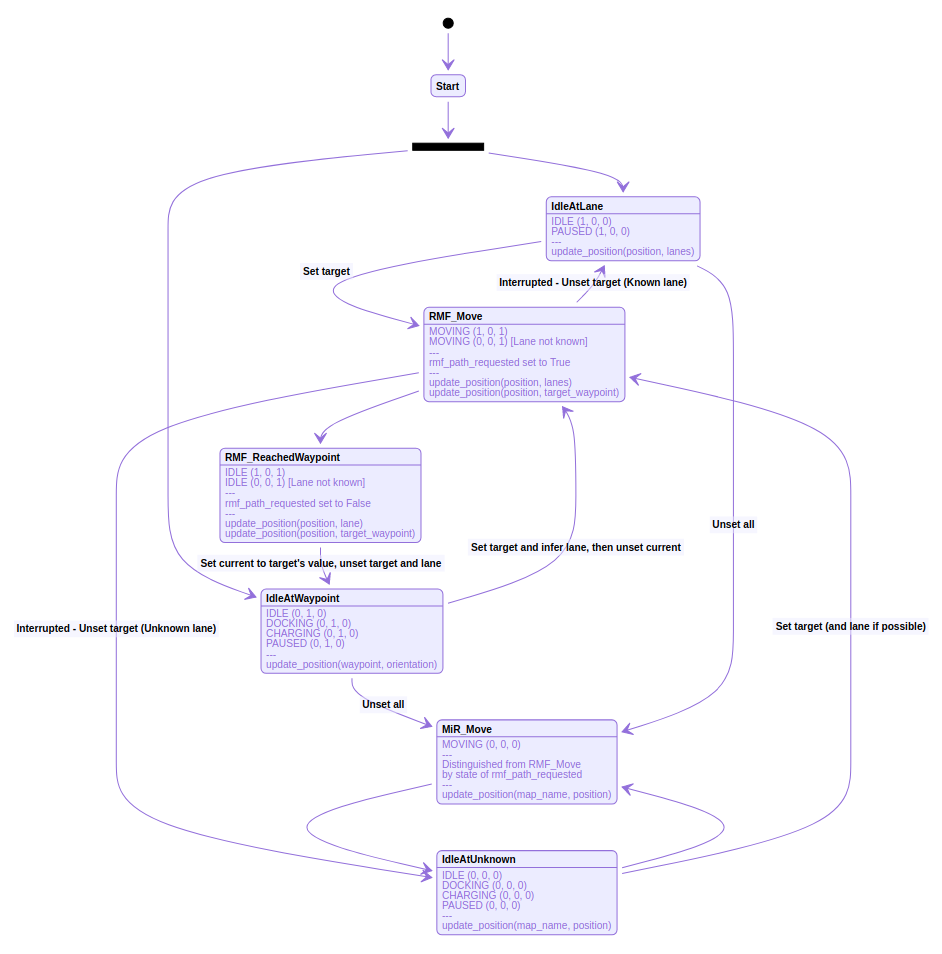 Start
IdleAtLane
IDLE (1, 0, 0)
PAUSED (1, 0, 0)
---
update_position(position, lanes)
Set target
Interrupted - Unset target (Known lane)
RMF_Move
MOVING (1, 0, 1)
MOVING (0, 0, 1) [Lane not known]
---
rmf_path_requested set to True
---
update_position(position, lanes)
update_position(position, target_waypoint)
RMF_ReachedWaypoint
IDLE (1, 0, 1)
IDLE (0, 0, 1) [Lane not known]
---
rmf_path_requested set to False
---
update_position(position, lane)
update_position(position, target_waypoint)
Unset all
Set target and infer lane, then unset current
Set current to target's value, unset target and lane
IdleAtWaypoint
IDLE (0, 1, 0)
DOCKING (0, 1, 0)
CHARGING (0, 1, 0)
PAUSED (0, 1, 0)
---
update_position(waypoint, orientation)
Interrupted - Unset target (Unknown lane)
Set target (and lane if possible)
Unset all
MiR_Move
MOVING (0, 0, 0)
---
Distinguished from RMF_Move
by state of rmf_path_requested
---
update_position(map_name, position)
IdleAtUnknown
IDLE (0, 0, 0)
DOCKING (0, 0, 0)
CHARGING (0, 0, 0)
PAUSED (0, 0, 0)
---
update_position(map_name, position)